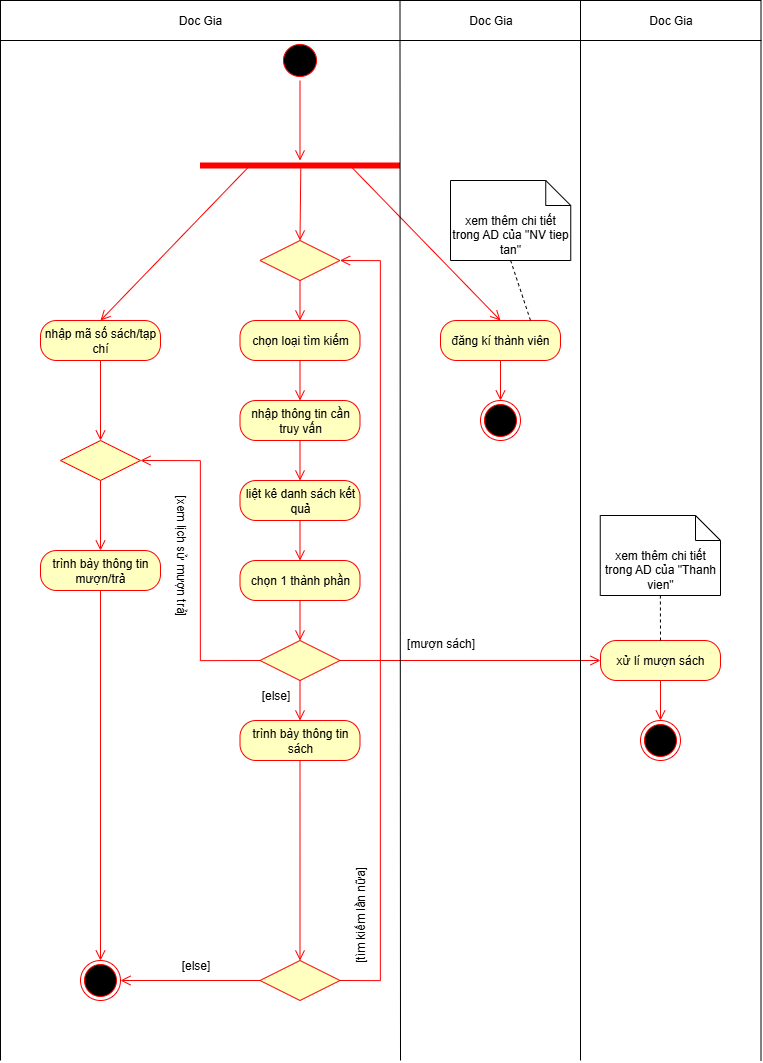 Doc Gia
Doc Gia
Doc Gia
xem thêm chi tiết
trong AD của "NV tiep
tan"
nhập mã số sách/tạp
chí
chọn loại tìm kiếm
đăng kí thành viên
nhập thông tin cần
truy vấn
[xem lịch sử mượn trả]
liệt kê danh sách kết
quả
xem thêm chi tiết
trong AD của "Thanh
vien"
trình bày thông tin
mượn/trả
chọn 1 thành phần
[mượn sách]
xử lí mượn sách
[else]
trình bày thông tin
sách
[tìm kiếm lần nữa]
[else]